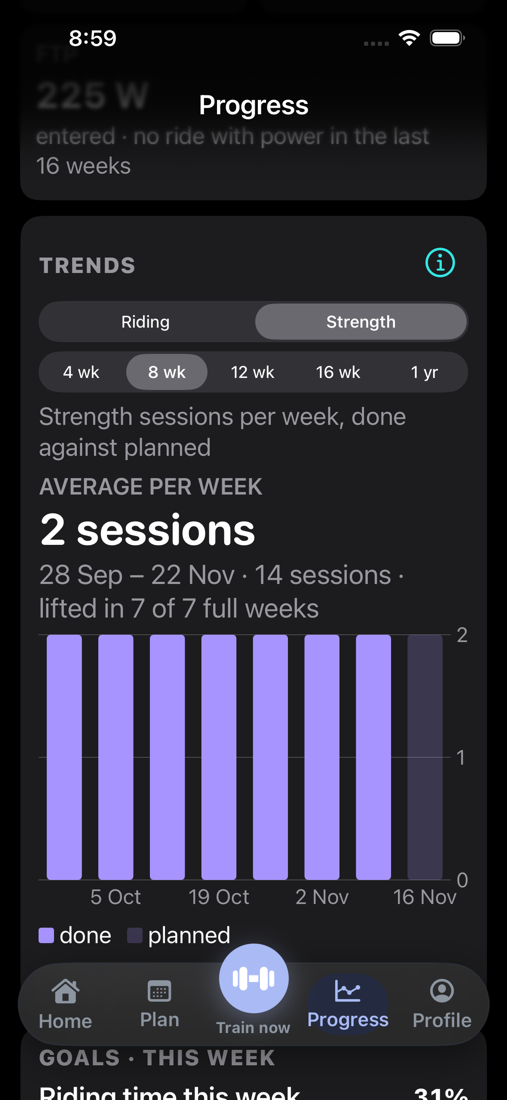 8:59
FTP
225 W
Progress
entered · no ride with power in the last
16 weeks
TRENDS
Riding
Strength
4 wk
8 wk
12 wk
16 wk
1 yr
Strength sessions per week, done
against planned
AVERAGE PER WEEK
2 sessions
28 Sep – 22 Nov · 14 sessions ·
lifted in 7 of 7 full weeks
2
1
0
5 Oct
19 Oct
2 Nov
16 Nov
done
planned
Home
Plan
Train now
Progress
Profile
GOALS · THIS WEEK
Riding time this week
31%